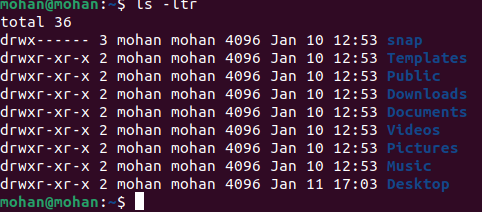 mohan@mohan:~$ ls -ltr
total 36
drwx------ 3 mohan mohan 4096 Jan 10 12:53 snap
drwxr-xr-x 2 mohan mohan 4096 Jan 10 12:53 Templates
drwxr-xr-x 2 mohan mohan 4096 Jan 10 12:53 Public
drwxr-xr-x 2 mohan mohan 4096 Jan 10 12:53 Downloads
drwxr-xr-x 2 mohan mohan 4096 Jan 10 12:53 Documents
drwxr-xr-x 2 mohan mohan 4096 Jan 10 12:53 Videos
drwxr-xr-x 2 mohan mohan 4096 Jan 10 12:53 Pictures
drwxr-xr-x 2 mohan mohan 4096 Jan 10 12:53 Music
drwxr-xr-x 2 mohan mohan 4096 Jan 11 17:03 Desktop
mohan@mohan:~$